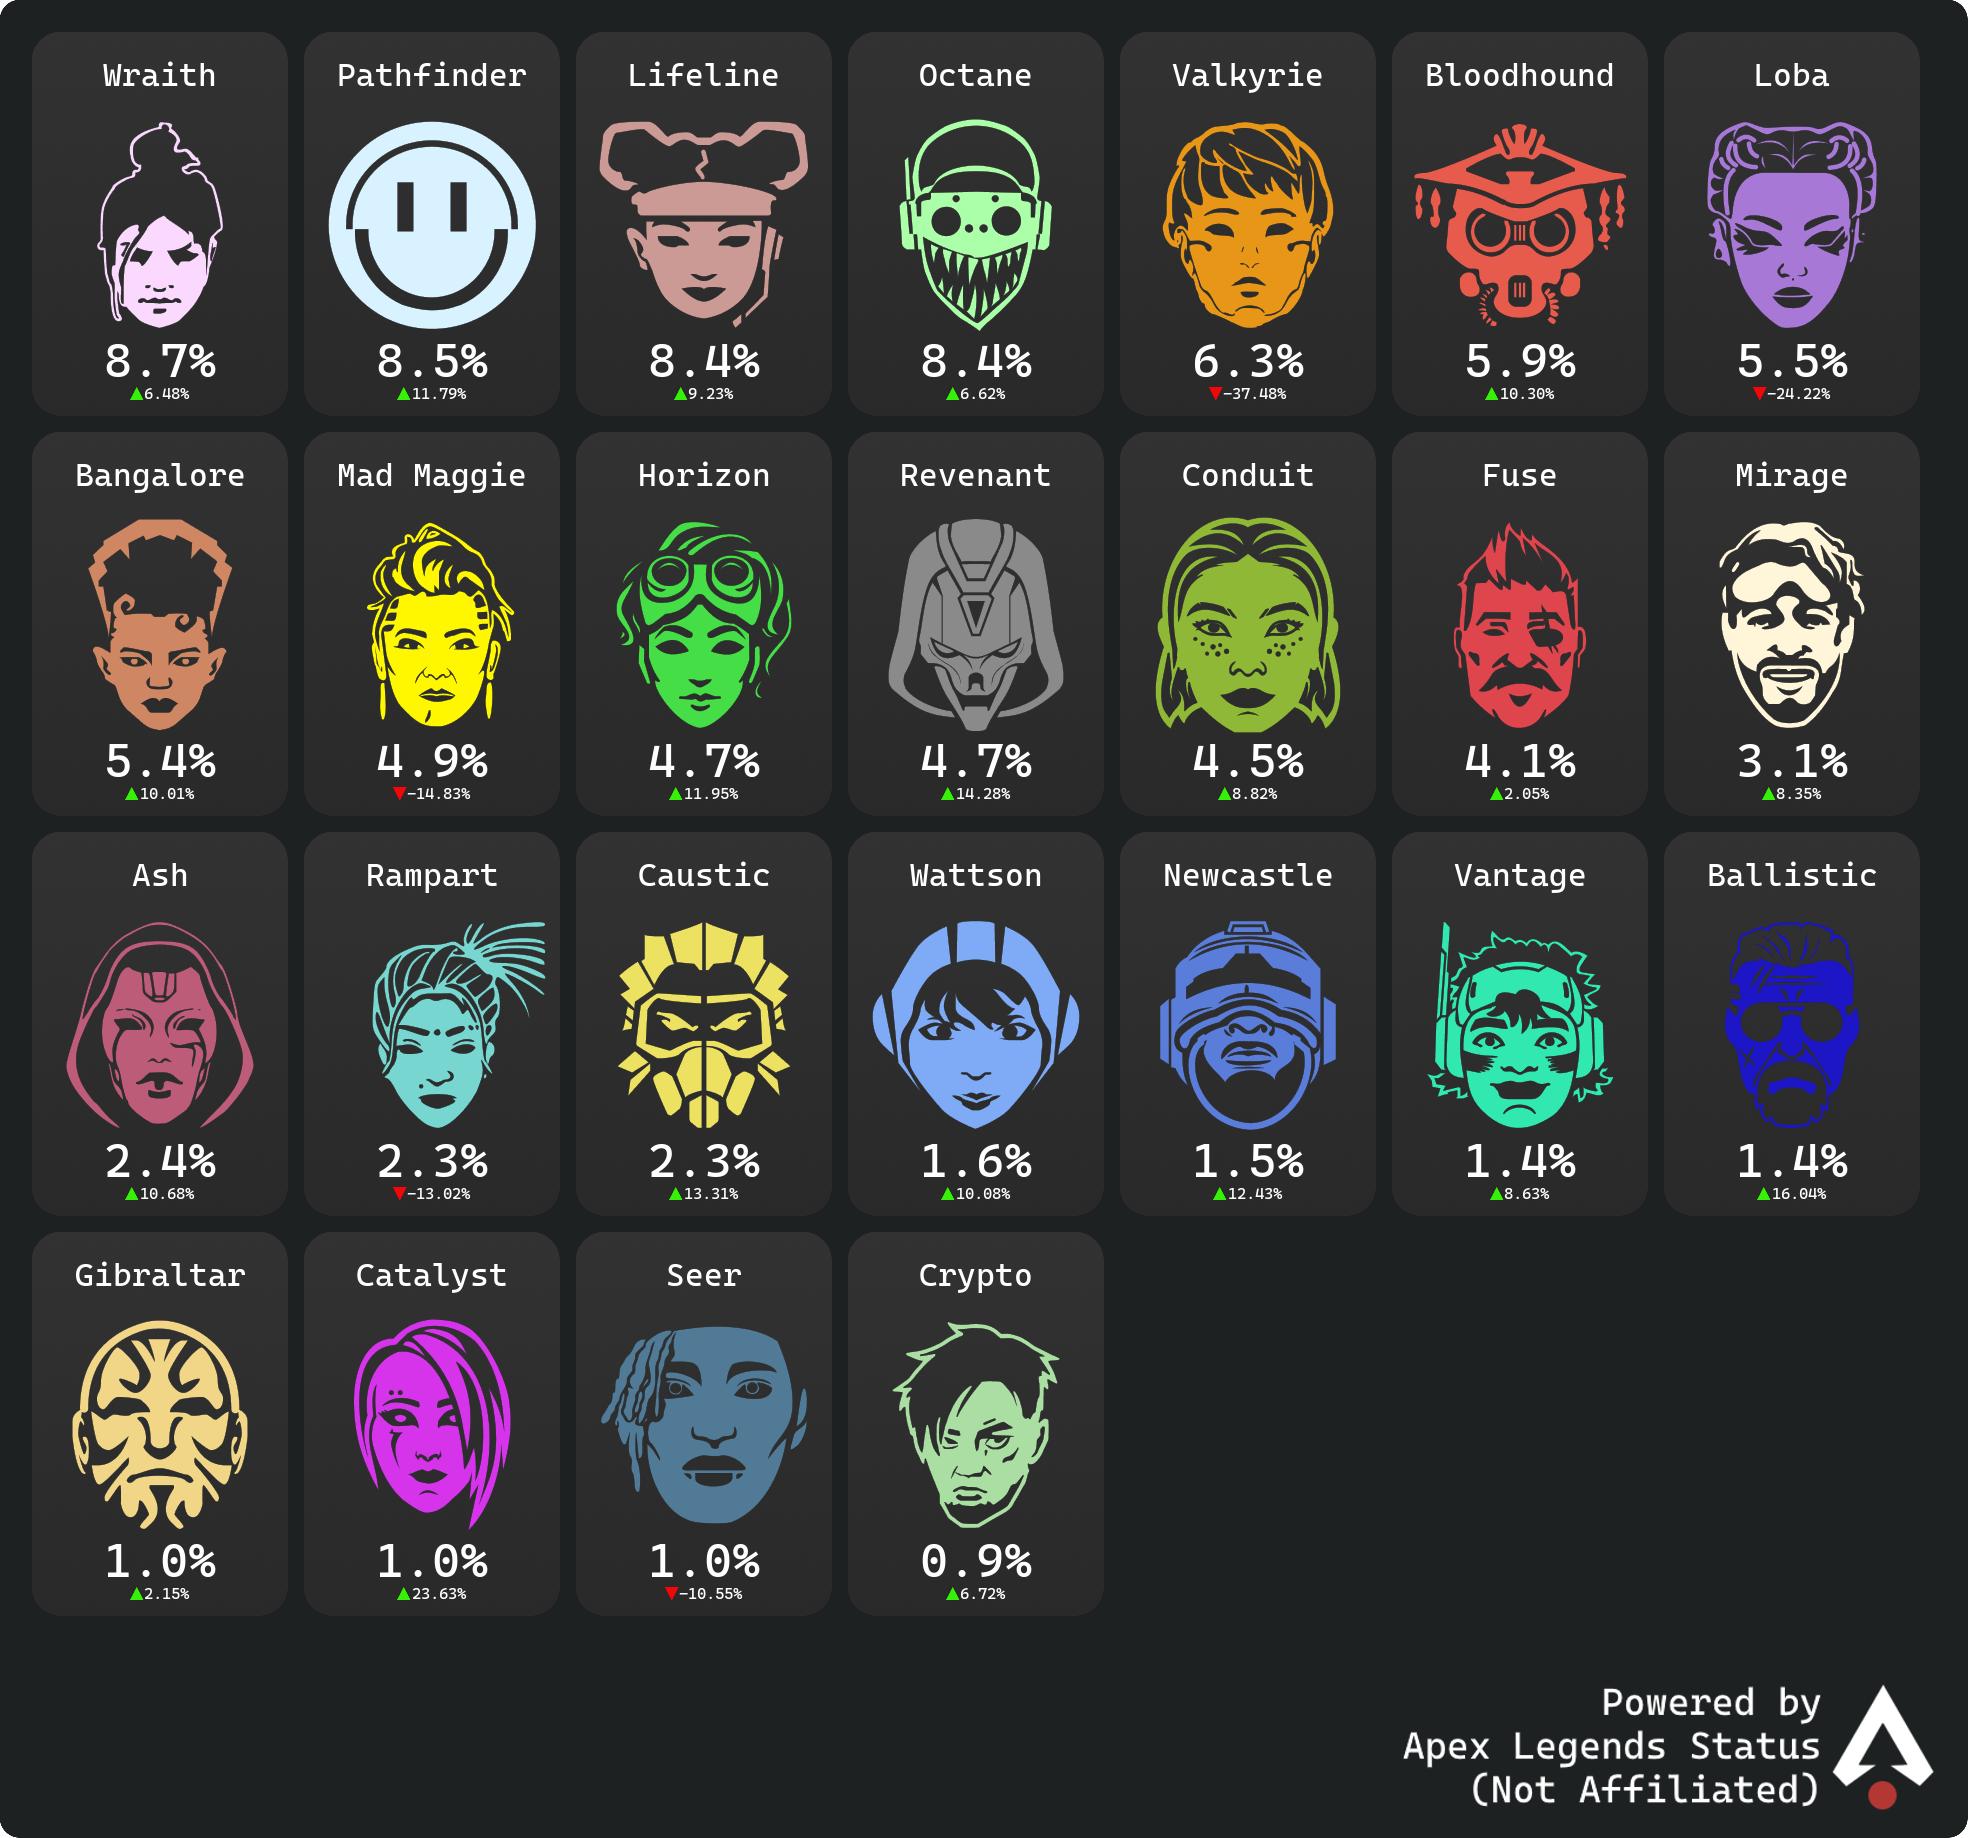 Wraith
8.7%
▲6.48%
Pathfinder
8.5%
▲11.79%
Lifeline
8.4%
▲9.23%
Octane
8.4%
▲6.62%
Valkyrie
6.3%
▼-37.48%
Bloodhound
5.9%
▲10.30%
Loba
5.5%
▼-24.22%
Bangalore
5.4%
▲10.01%
Mad Maggie
4.9%
▼-14.83%
Horizon
4.7%
▲11.95%
Revenant
4.7%
▲14.28%
Conduit
4.5%
▲8.82%
Fuse
4.1%
▲2.05%
Mirage
3.1%
▲8.35%
Ash
2.4%
▲10.68%
Rampart
2.3%
▼-13.02%
Caustic
2.3%
▲13.31%
Wattson
1.6%
▲10.08%
Newcastle
1.5%
▲12.43%
Vantage
1.4%
▲8.63%
Ballistic
1.4%
▲16.04%
Gibraltar
1.0%
▲2.15%
Catalyst
1.0%
▲23.63%
Seer
1.0%
▼-10.55%
Crypto
0.9%
▲6.72%
Powered by
Apex Legends Status
(Not Affiliated)